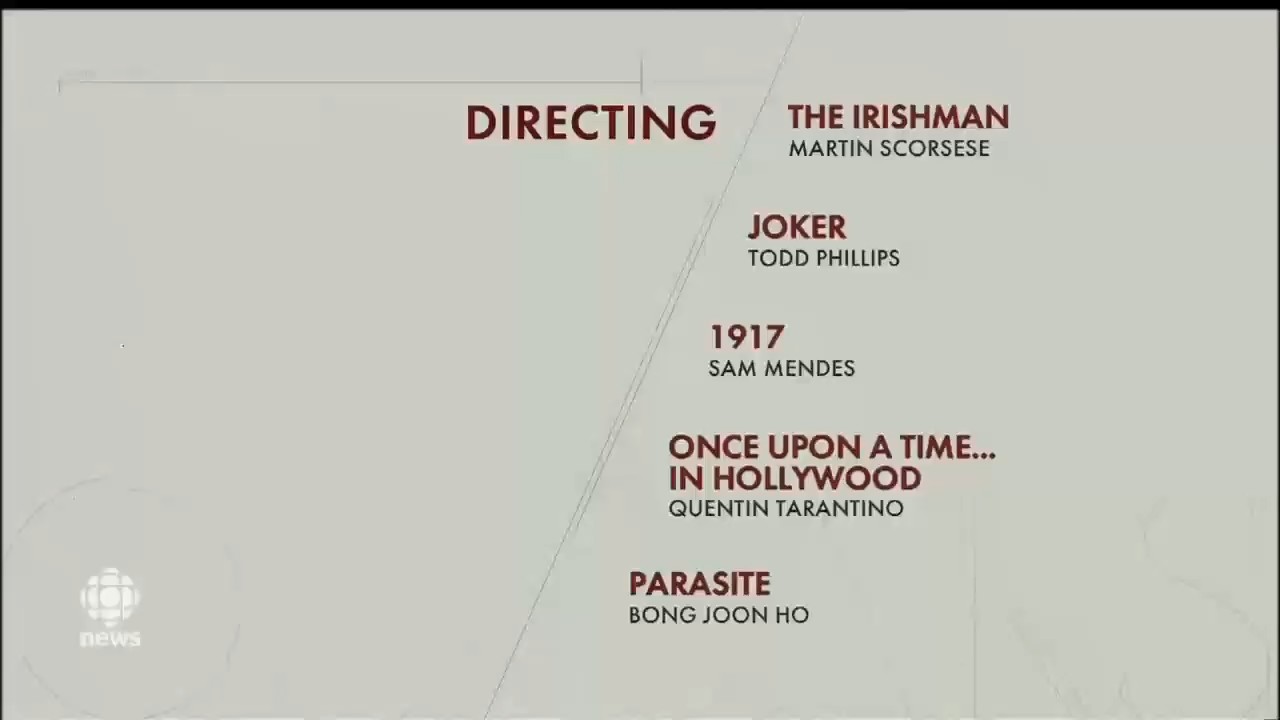 DIRECTING
THE IRISHMAN
MARTIN SCORSESE
JOKER
TODD PHILLIPS
1917
SAM MENDES
ONCE UPON A TIME...
IN HOLLYWOOD
QUENTIN TARANTINO
PARASITE
BONG JOON HO
news